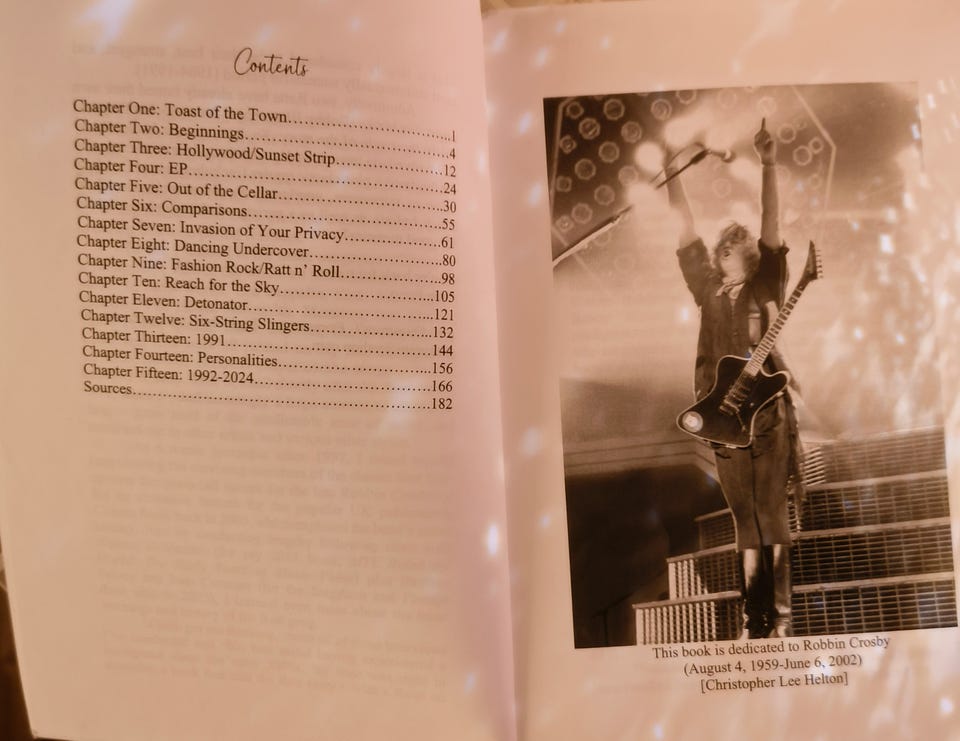 Contents
Chapter One: Toast of the Town..................................1
Chapter Two: Beginnings..........................................4
Chapter Three: Hollywood/Sunset Strip..................12
Chapter Four: EP....................................................24
Chapter Five: Out of the Cellar..............................30
Chapter Six: Comparisons......................................55
Chapter Seven: Invasion of Your Privacy................61
Chapter Eight: Dancing Undercover.......................80
Chapter Nine: Fashion Rock/Ratt n’ Roll................98
Chapter Ten: Reach for the Sky............................105
Chapter Eleven: Detonator....................................121
Chapter Twelve: Six-String Slingers.....................132
Chapter Thirteen: 1991.........................................144
Chapter Fourteen: Personalities............................156
Chapter Fifteen: 1992-2024..................................166
Sources.................................................................182
This book is dedicated to Robbin Crosby
(August 4, 1959-June 6, 2002)
[Christopher Lee Helton]